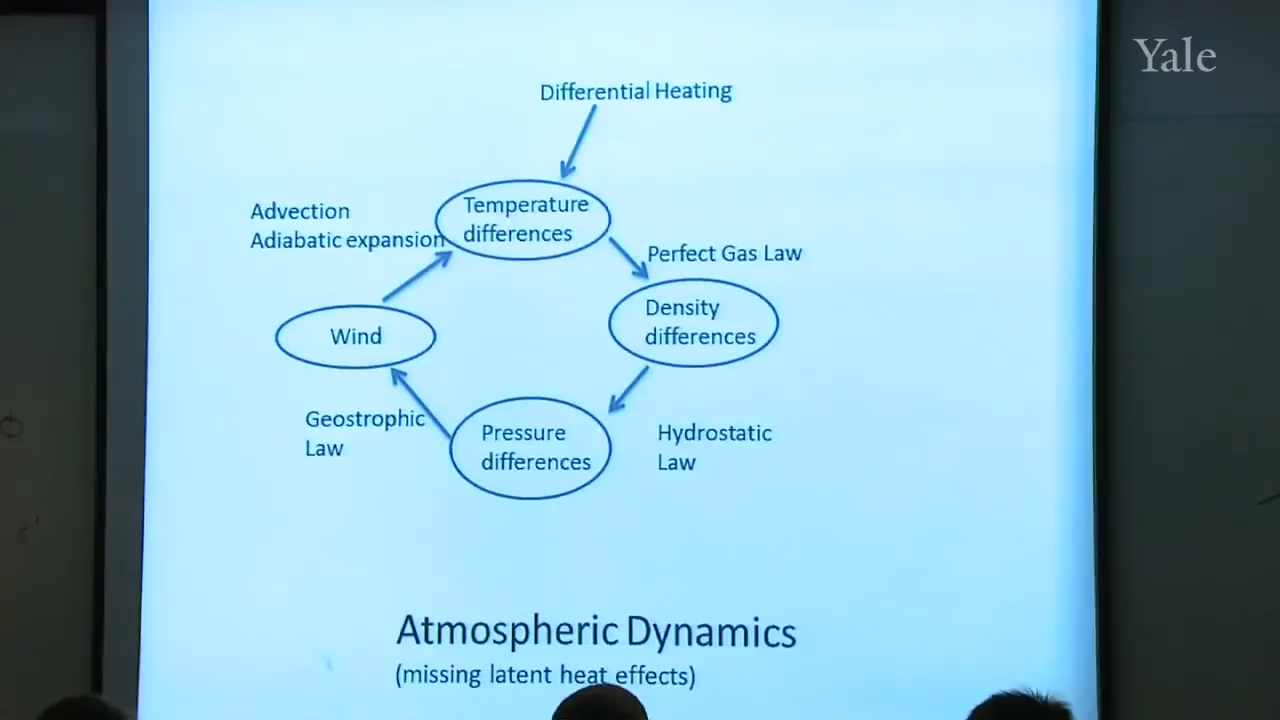 Yale
Differential Heating
Temperature
differences
Advection
Adiabatic expansion
Perfect Gas Law
Density
differences
Wind
Geostrophic
Law
Pressure
differences
Hydrostatic
Law
Atmospheric Dynamics
(missing latent heat effects)